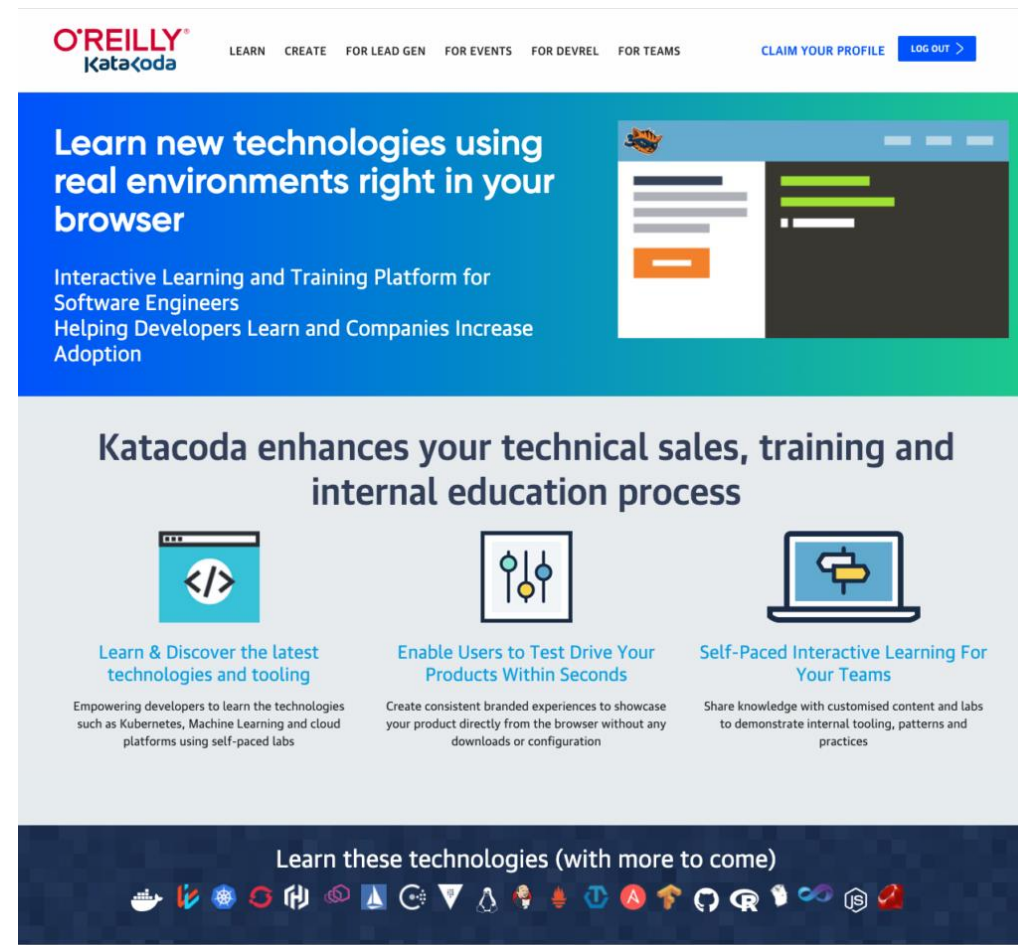 O'REILLY®
Katacoda
LEARN CREATE FOR LEAD GEN FOR EVENTS FOR DEVREL FOR TEAMS CLAIM YOUR PROFILE LOG OUT
Learn new technologies using
real environments right in your
browser
Interactive Learning and Training Platform for
Software Engineers
Helping Developers Learn and Companies Increase
Adoption
Katacoda enhances your technical sales, training and
internal education process
</>
Learn & Discover the latest
technologies and tooling
Empowering developers to learn the technologies
such as Kubernetes, Machine Learning and cloud
platforms using self-paced labs
Enable Users to Test Drive Your
Products Within Seconds
Create consistent branded experiences to showcase
your product directly from the browser without any
downloads or configuration
Self-Paced Interactive Learning For
Your Teams
Share knowledge with customised content and labs
to demonstrate internal tooling, patterns and
practices
Learn these technologies (with more to come)